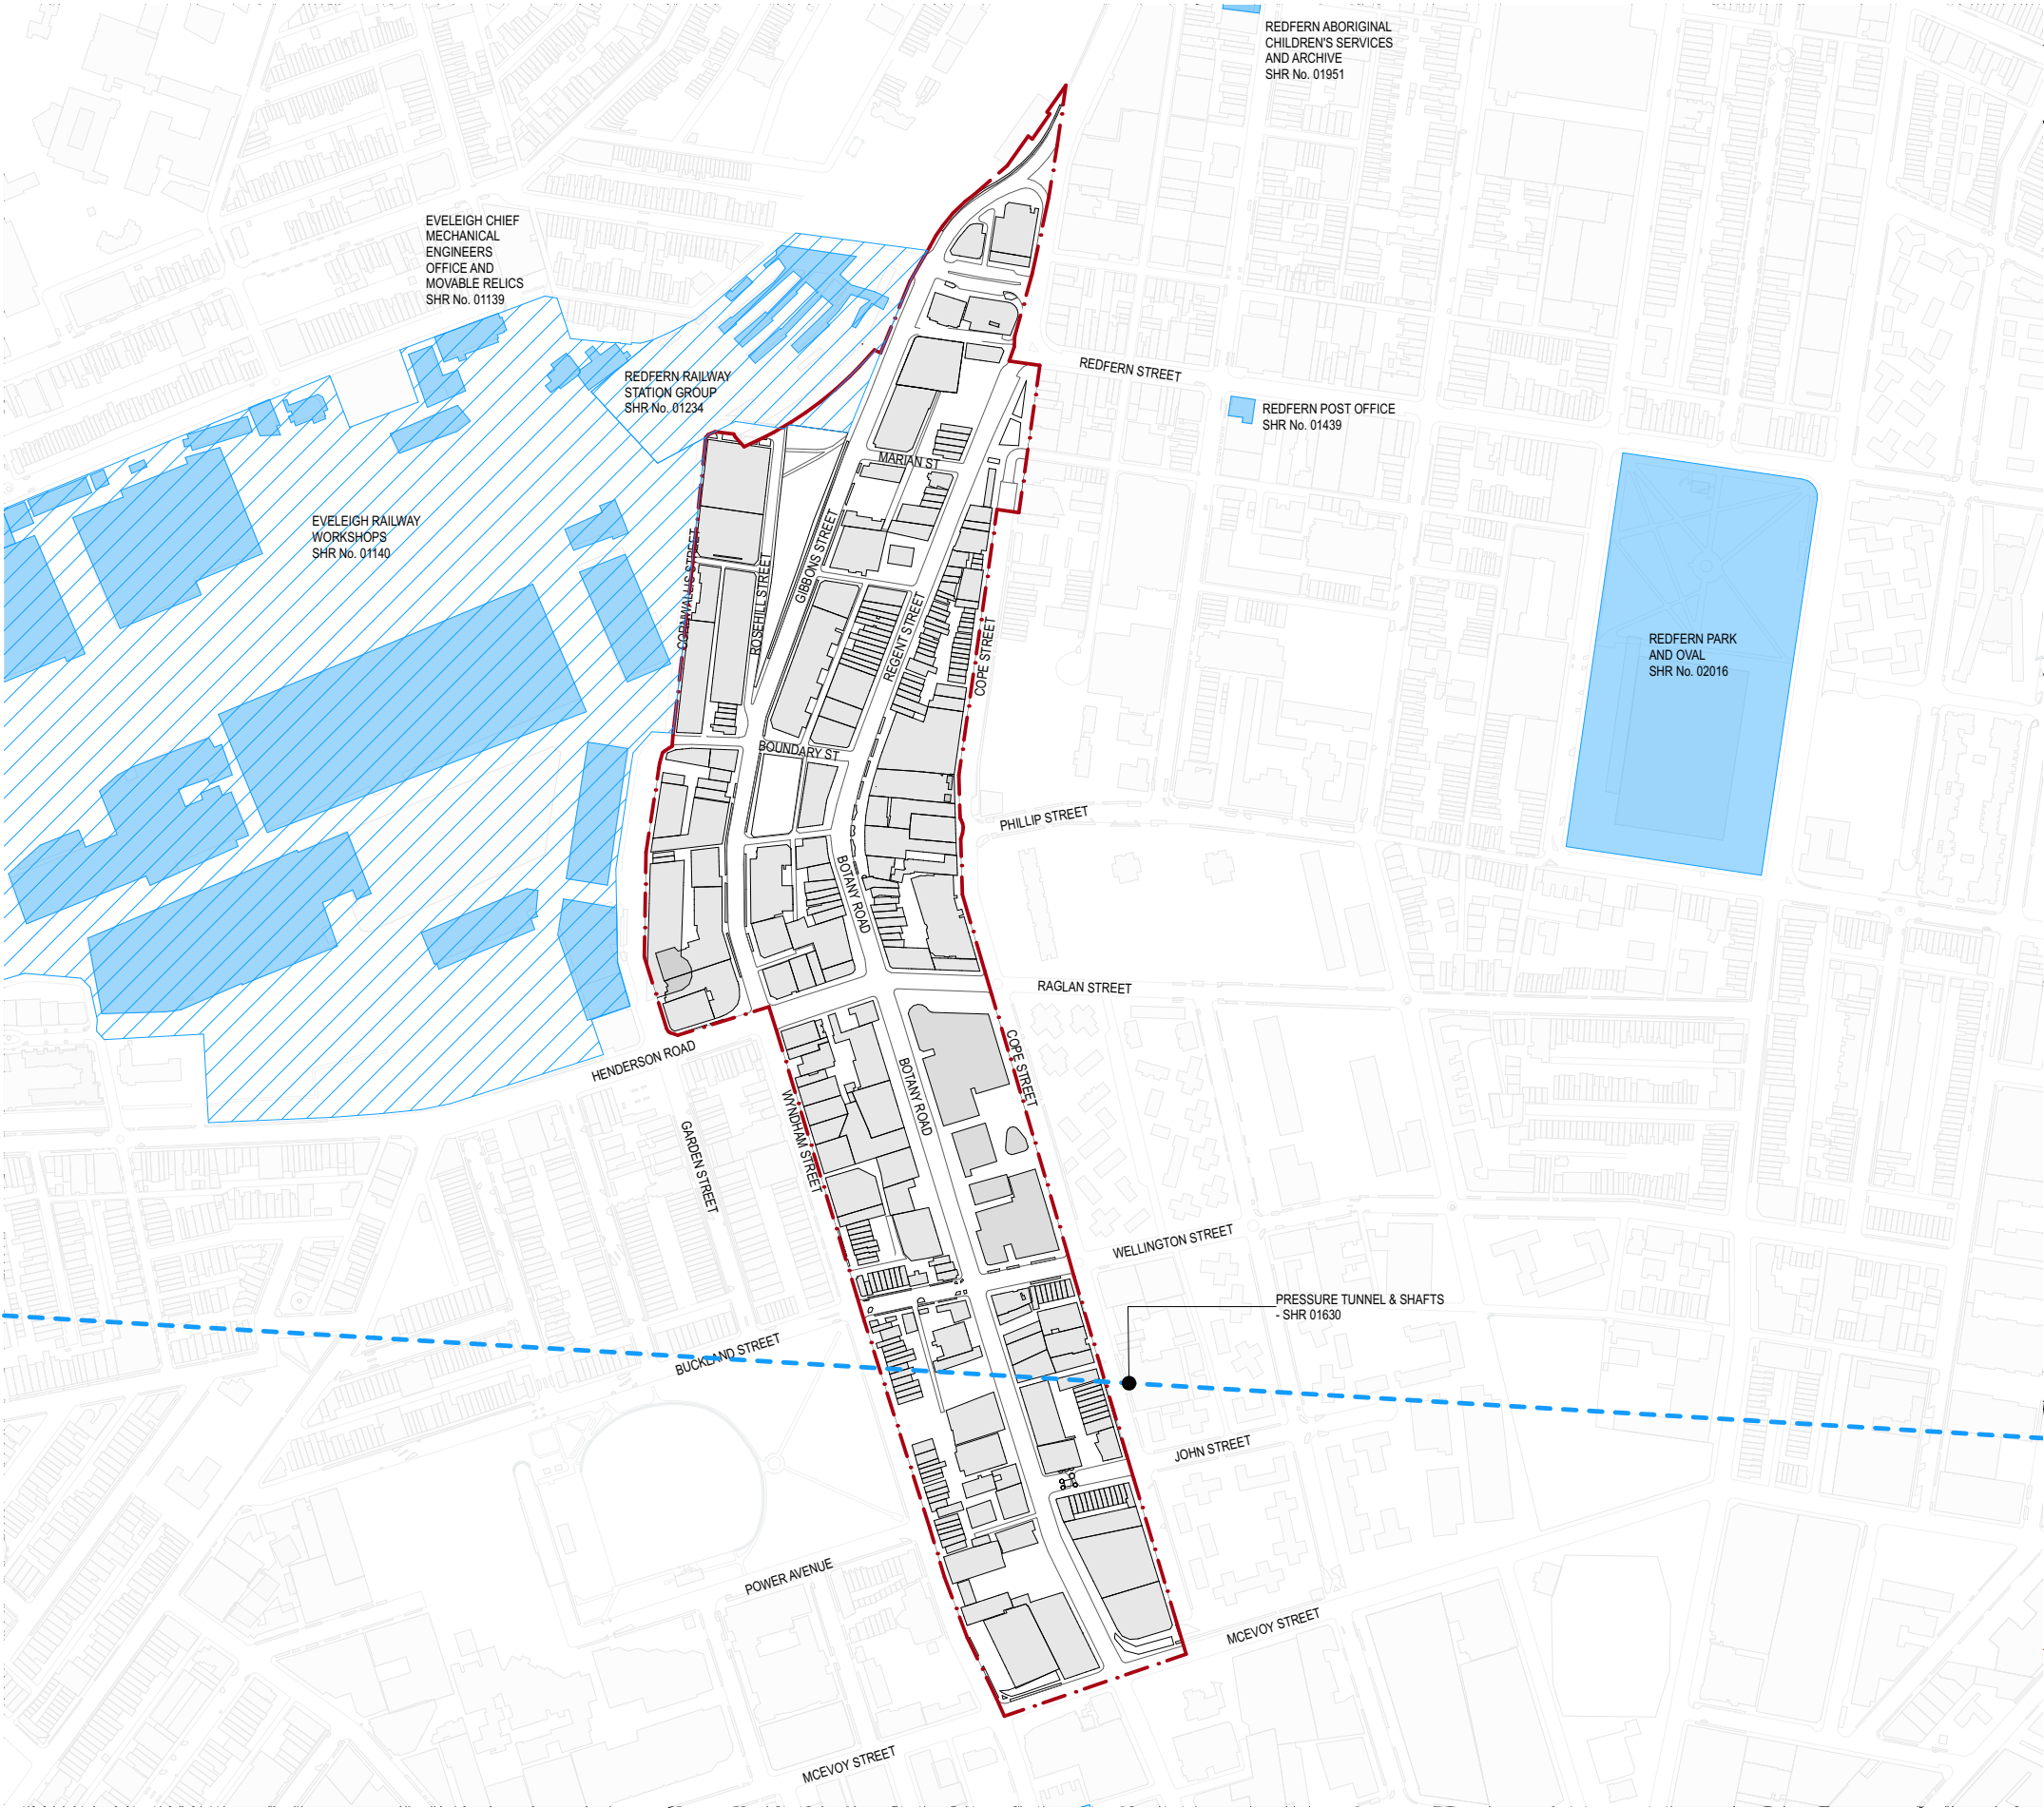 REDFERN ABORIGINAL
CHILDREN'S SERVICES
AND ARCHIVE
SHR No. 01951
EVELEIGH CHIEF
MECHANICAL
ENGINEERS
OFFICE AND
MOVABLE RELICS
SHR No. 01139
REDFERN RAILWAY
STATION GROUP
SHR No. 01234
REDFERN STREET
REDFERN POST OFFICE
SHR No. 01439
MARIAN ST
EVELEIGH RAILWAY
WORKSHOPS
SHR No. 01140
CORNWALLIS STREET
ROSEHILL STREET
GIBBONS STREET
REGENT STREET
COPE STREET
REDFERN PARK
AND OVAL
SHR No. 02016
BOUNDARY ST
PHILLIP STREET
BOTANY ROAD
RAGLAN STREET
HENDERSON ROAD
COPE STREET
BOTANY ROAD
WYNDHAM STREET
GARDEN STREET
WELLINGTON STREET
PRESSURE TUNNEL & SHAFTS
- SHR 01630
BUCKLAND STREET
JOHN STREET
POWER AVENUE
MCEVOY STREET
MCEVOY STREET